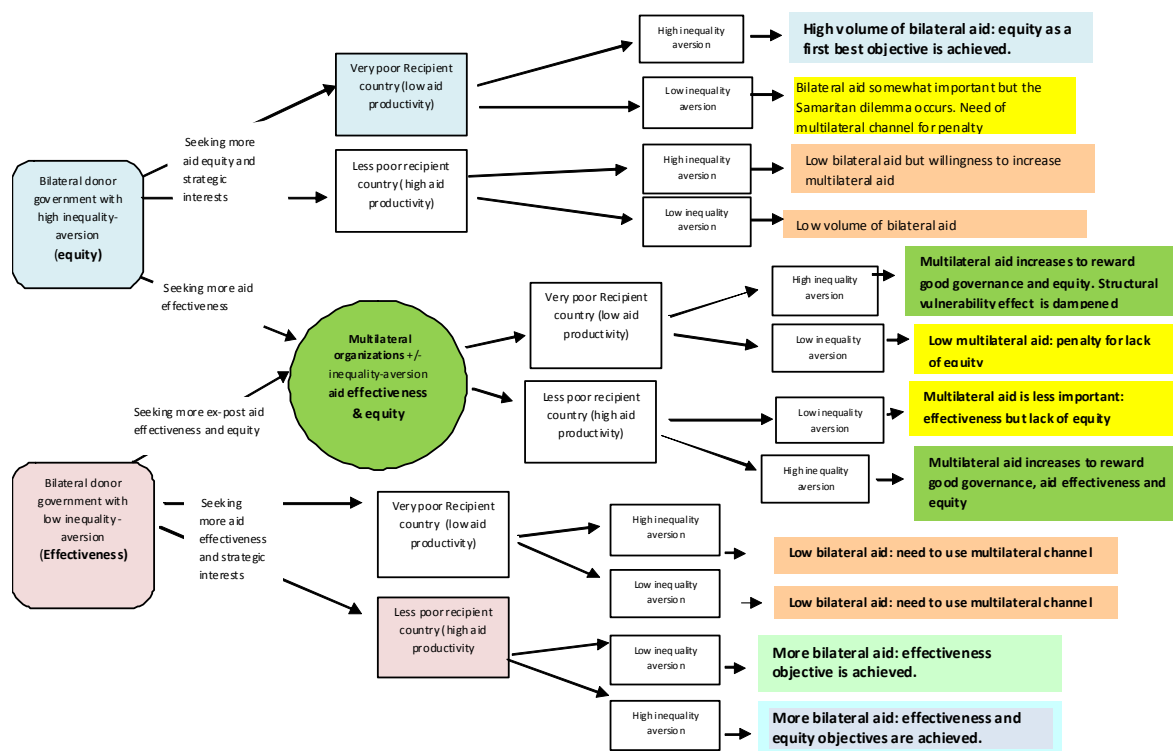 Bilateral donor
government with
high inequality-
aversion
(equity)
Seeking more
aid equity and
strategic
interests
Seeking more aid
effectiveness
Very poor Recipient
country (low aid
productivity)
High inequality
aversion
High volume of bilateral aid: equity as a
first best objective is achieved.
Low inequality
aversion
Bilateral aid somewhat important but the
Samaritan dilemma occurs. Need of
multilateral channel for penalty
Less poor recipient
country (high aid
productivity)
High inequality
aversion
Low bilateral aid but willingness to increase
multilateral aid
Low inequality
aversion
Low volume of bilateral aid
Multilateral
organizations +/-
inequality-aversion
aid effectiveness
& equity
Very poor Recipient
country (low aid
productivity)
High inequality
aversion
Multilateral aid increases to reward
good governance and equity. Structural
vulnerability effect is dampened
Low inequality
aversion
Low multilateral aid: penalty for lack
of equity
Less poor recipient
country (high aid
productivity)
Low inequality
aversion
Multilateral aid is less important:
effectiveness but lack of equity
High inequality
aversion
Multilateral aid increases to reward
good governance, aid effectiveness and
equity
Seeking more ex-post aid
effectiveness and equity
Bilateral donor
government with
low inequality-
aversion
(Effectiveness)
Seeking
more aid
effectiveness
and strategic
interests
Very poor Recipient
country (low aid
productivity)
High inequality
aversion
Low bilateral aid: need to use multilateral channel
Low inequality
aversion
Low bilateral aid: need to use multilateral channel
Less poor recipient
country (high aid
productivity
Low inequality
aversion
More bilateral aid: effectiveness
objective is achieved.
High inequality
aversion
More bilateral aid: effectiveness and
equity objectives are achieved.